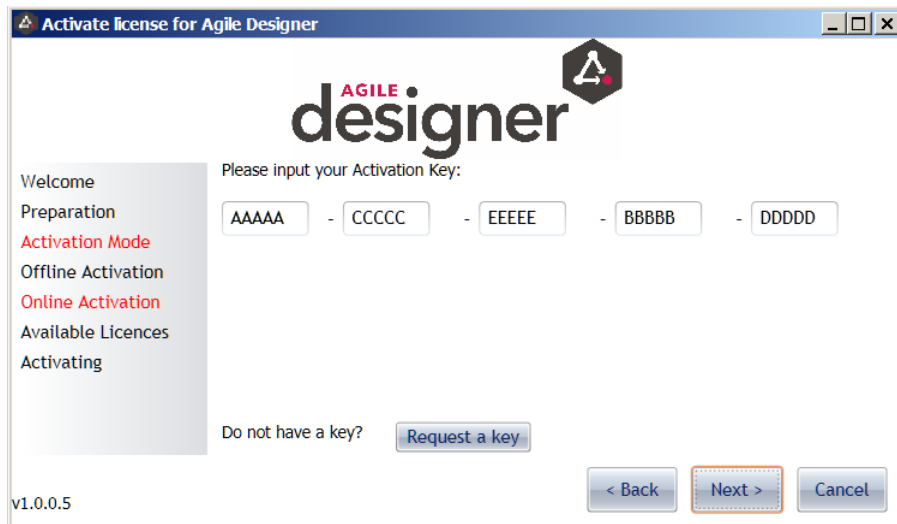 Activate license for Agile Designer
AGILE
designer
Welcome
Preparation
Activation Mode
Offline Activation
Online Activation
Available Licences
Activating
Please input your Activation Key:
AAAAA - CCCCC - EEEEE - BBBBB - DDDDD
Do not have a key? Request a key
< Back Next > Cancel
v1.0.0.5